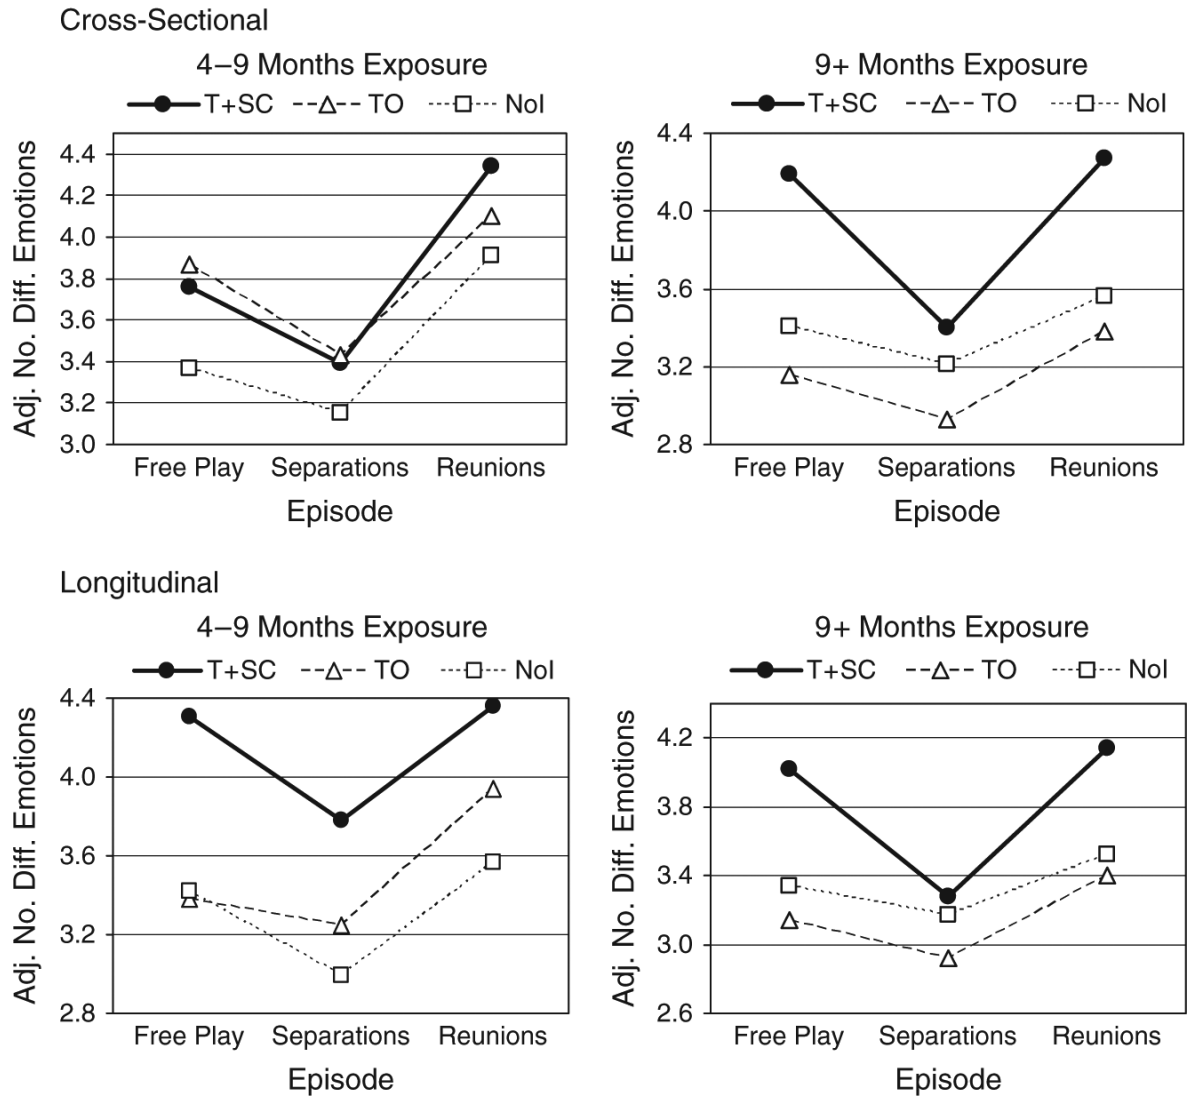 Cross-Sectional
4–9 Months Exposure
T+SC TO NoI
Adj. No. Diff. Emotions
4.4
4.2
4.0
3.8
3.6
3.4
3.2
3.0
Free Play Separations Reunions
Episode
9+ Months Exposure
T+SC TO NoI
Adj. No. Diff. Emotions
4.4
4.0
3.6
3.2
2.8
Free Play Separations Reunions
Episode
Longitudinal
4–9 Months Exposure
T+SC TO NoI
Adj. No. Diff. Emotions
4.4
4.0
3.6
3.2
2.8
Free Play Separations Reunions
Episode
9+ Months Exposure
T+SC TO NoI
Adj. No. Diff. Emotions
4.2
3.8
3.4
3.0
2.6
Free Play Separations Reunions
Episode